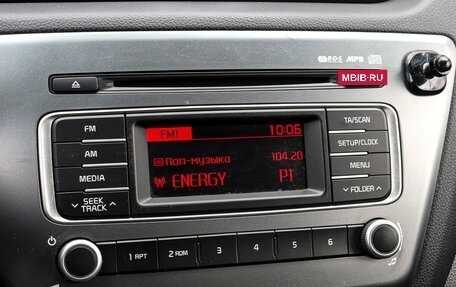 RDS MP3
MBIB-RU
FM
AM
MEDIA
SEEK
TRACK
FM1 10:06
Поп-музыка 104.20
ENERGY P1
TA/SCAN
SETUP/CLOCK
MENU
FOLDER
1 RPT
2 RDM
3
4
5
6